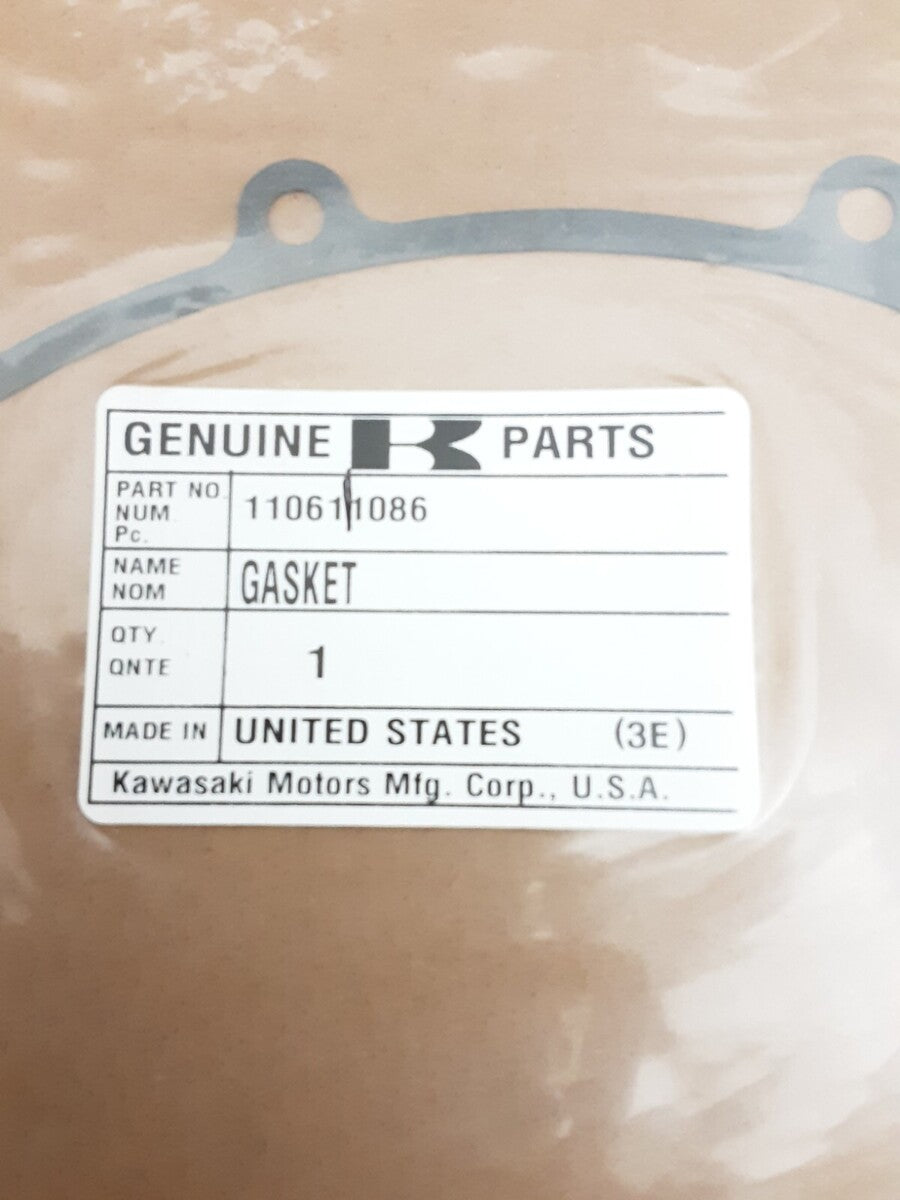 GENUINE K PARTS
PART NO. 110611086
NUM
Pc.
NAME GASKET
NOM
QTY.
QNTE 1
MADE IN UNITED STATES (3E)
Kawasaki Motors Mfg. Corp., U.S.A.